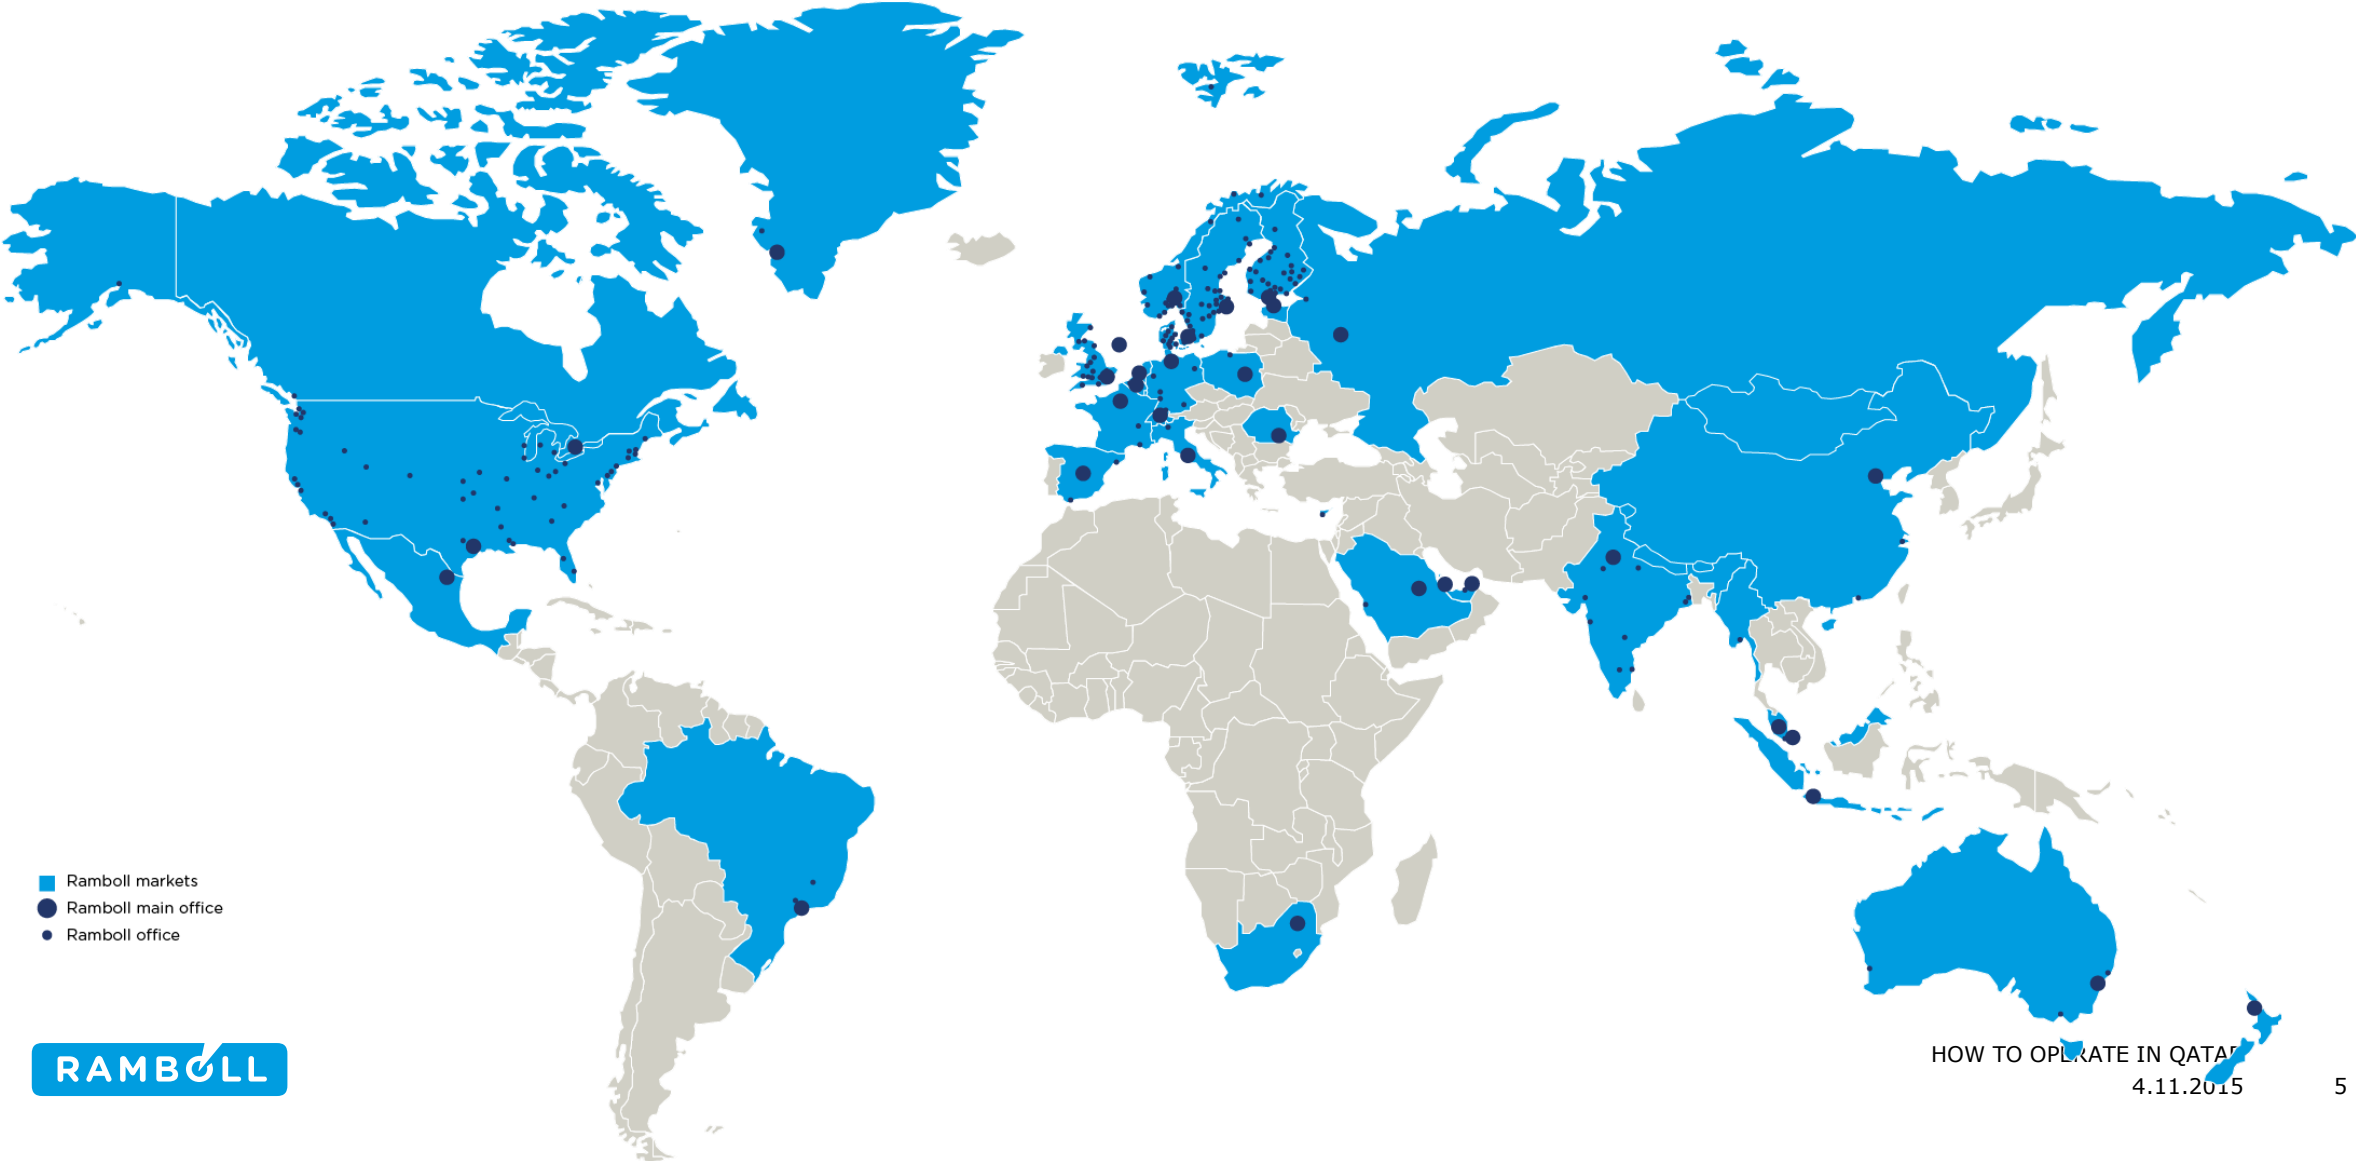 Ramboll markets
Ramboll main office
Ramboll office
RAMBOLL
HOW TO OPERATE IN QATAR
4.11.2015
5